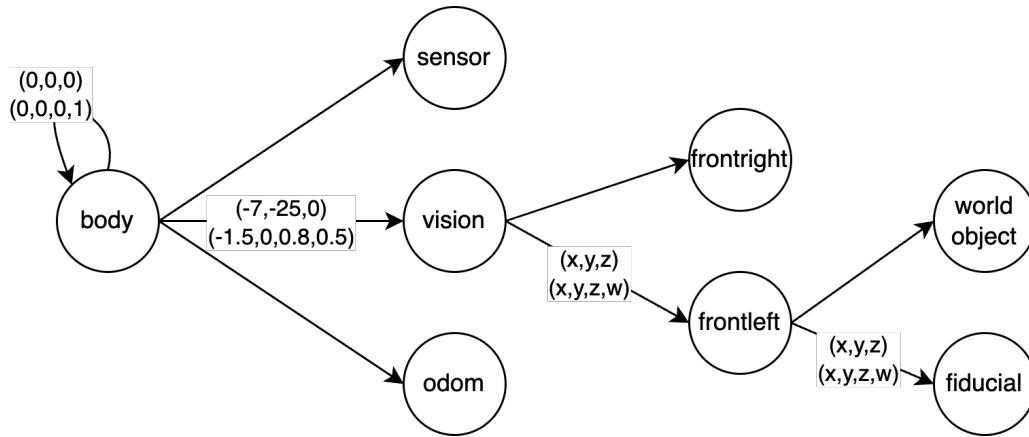 sensor
(0,0,0)
(0,0,0,1)
frontright
body
(-7,-25,0)
(-1.5,0,0.8,0.5)
vision
world
object
(x,y,z)
(x,y,z,w)
frontleft
(x,y,z)
(x,y,z,w)
odom
fiducial